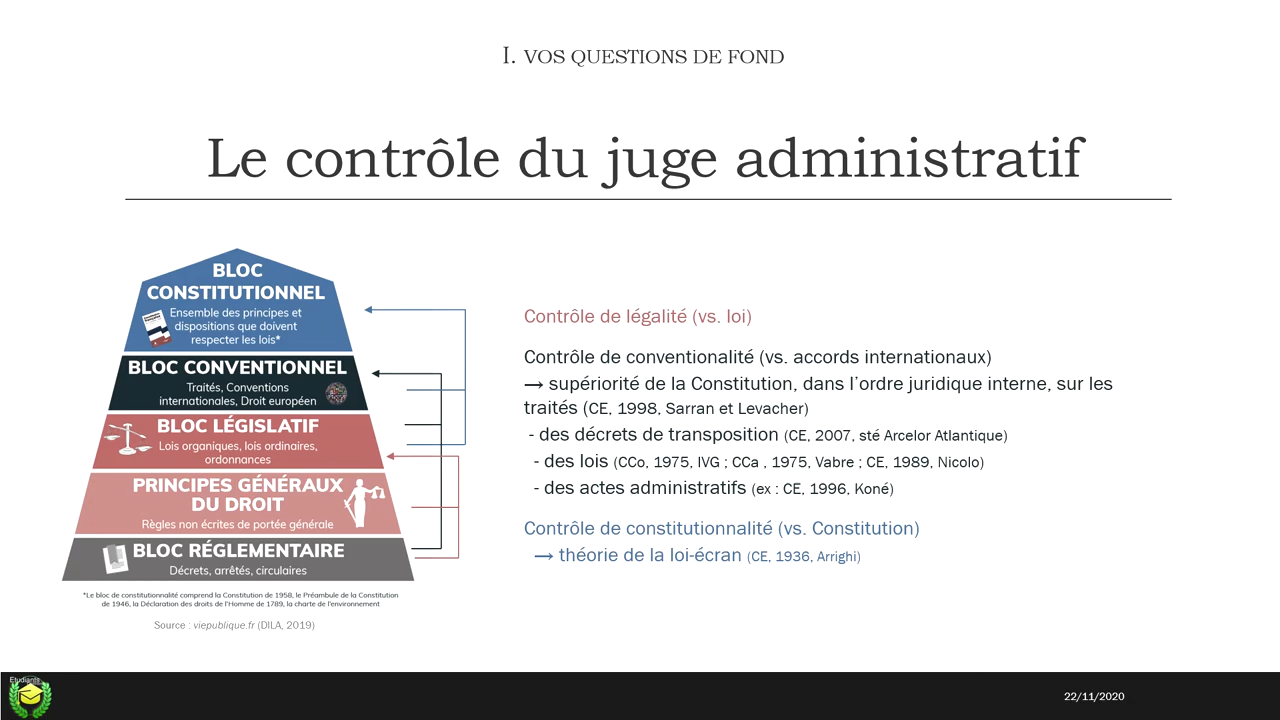 I. VOS QUESTIONS DE FOND
Le contrôle du juge administratif
BLOC
CONSTITUTIONNEL
Ensemble des principes et
dispositions que doivent
respecter les lois*
BLOC CONVENTIONNEL
Traités, Conventions
internationales, Droit européen
BLOC LÉGISLATIF
Lois organiques, lois ordinaires,
ordonnances
PRINCIPES GÉNÉRAUX
DU DROIT
Règles non écrites de portée générale
BLOC RÉGLEMENTAIRE
Décrets, arrêtés, circulaires
*Le bloc de constitutionnalité comprend la Constitution de 1958, le Préambule de la Constitution
de 1946, la Déclaration des droits de l'Homme de 1789, la charte de l'environnement
Source : viepublique.fr (DILA, 2019)
Contrôle de légalité (vs. loi)
Contrôle de conventionalité (vs. accords internationaux)
→ supériorité de la Constitution, dans l'ordre juridique interne, sur les
traités (CE, 1998, Sarran et Levacher)
- des décrets de transposition (CE, 2007, sté Arcelor Atlantique)
- des lois (CCo, 1975, IVG ; CCa , 1975, Vabre ; CE, 1989, Nicolo)
- des actes administratifs (ex : CE, 1996, Koné)
Contrôle de constitutionnalité (vs. Constitution)
→ théorie de la loi-écran (CE, 1936, Arrighi)
Etudiants
22/11/2020